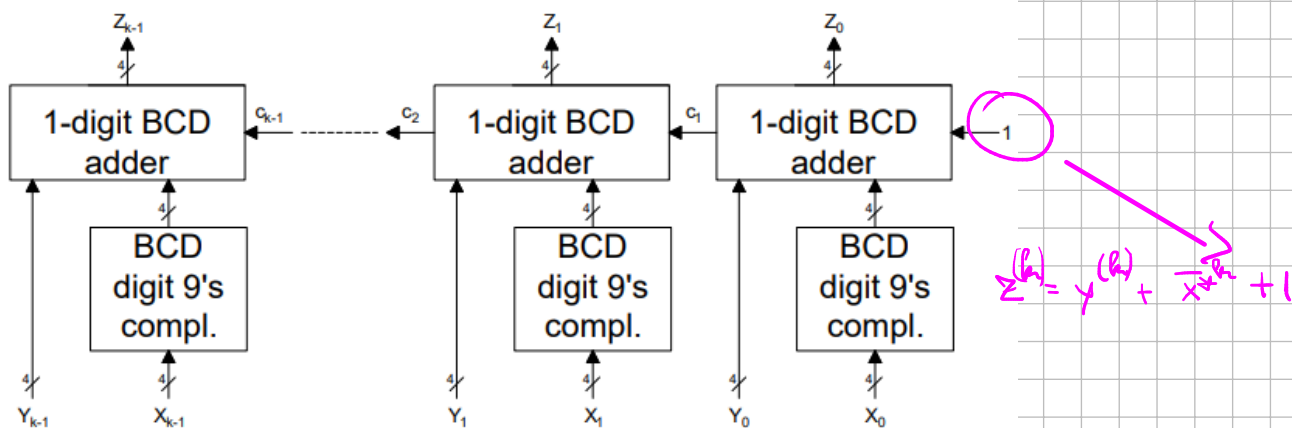 Z_{k-1} Z_1 Z_0
4 4 4
1-digit BCD adder c_{k-1} c_2 1-digit BCD adder c_1 1-digit BCD adder 1
4 4 4
BCD digit 9's compl. BCD digit 9's compl. BCD digit 9's compl.
4 4 4 4 4 4
Y_{k-1} X_{k-1} Y_1 X_1 Y_0 X_0